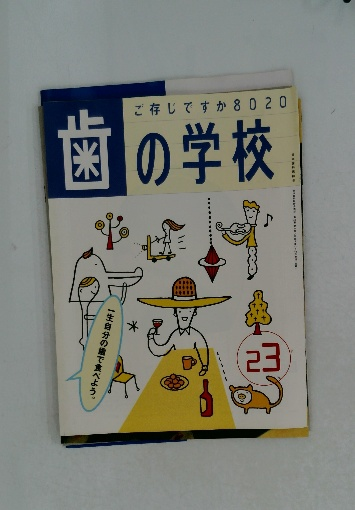 ご存じですか8020
歯の学校
一生自分の歯で食べよう。
23